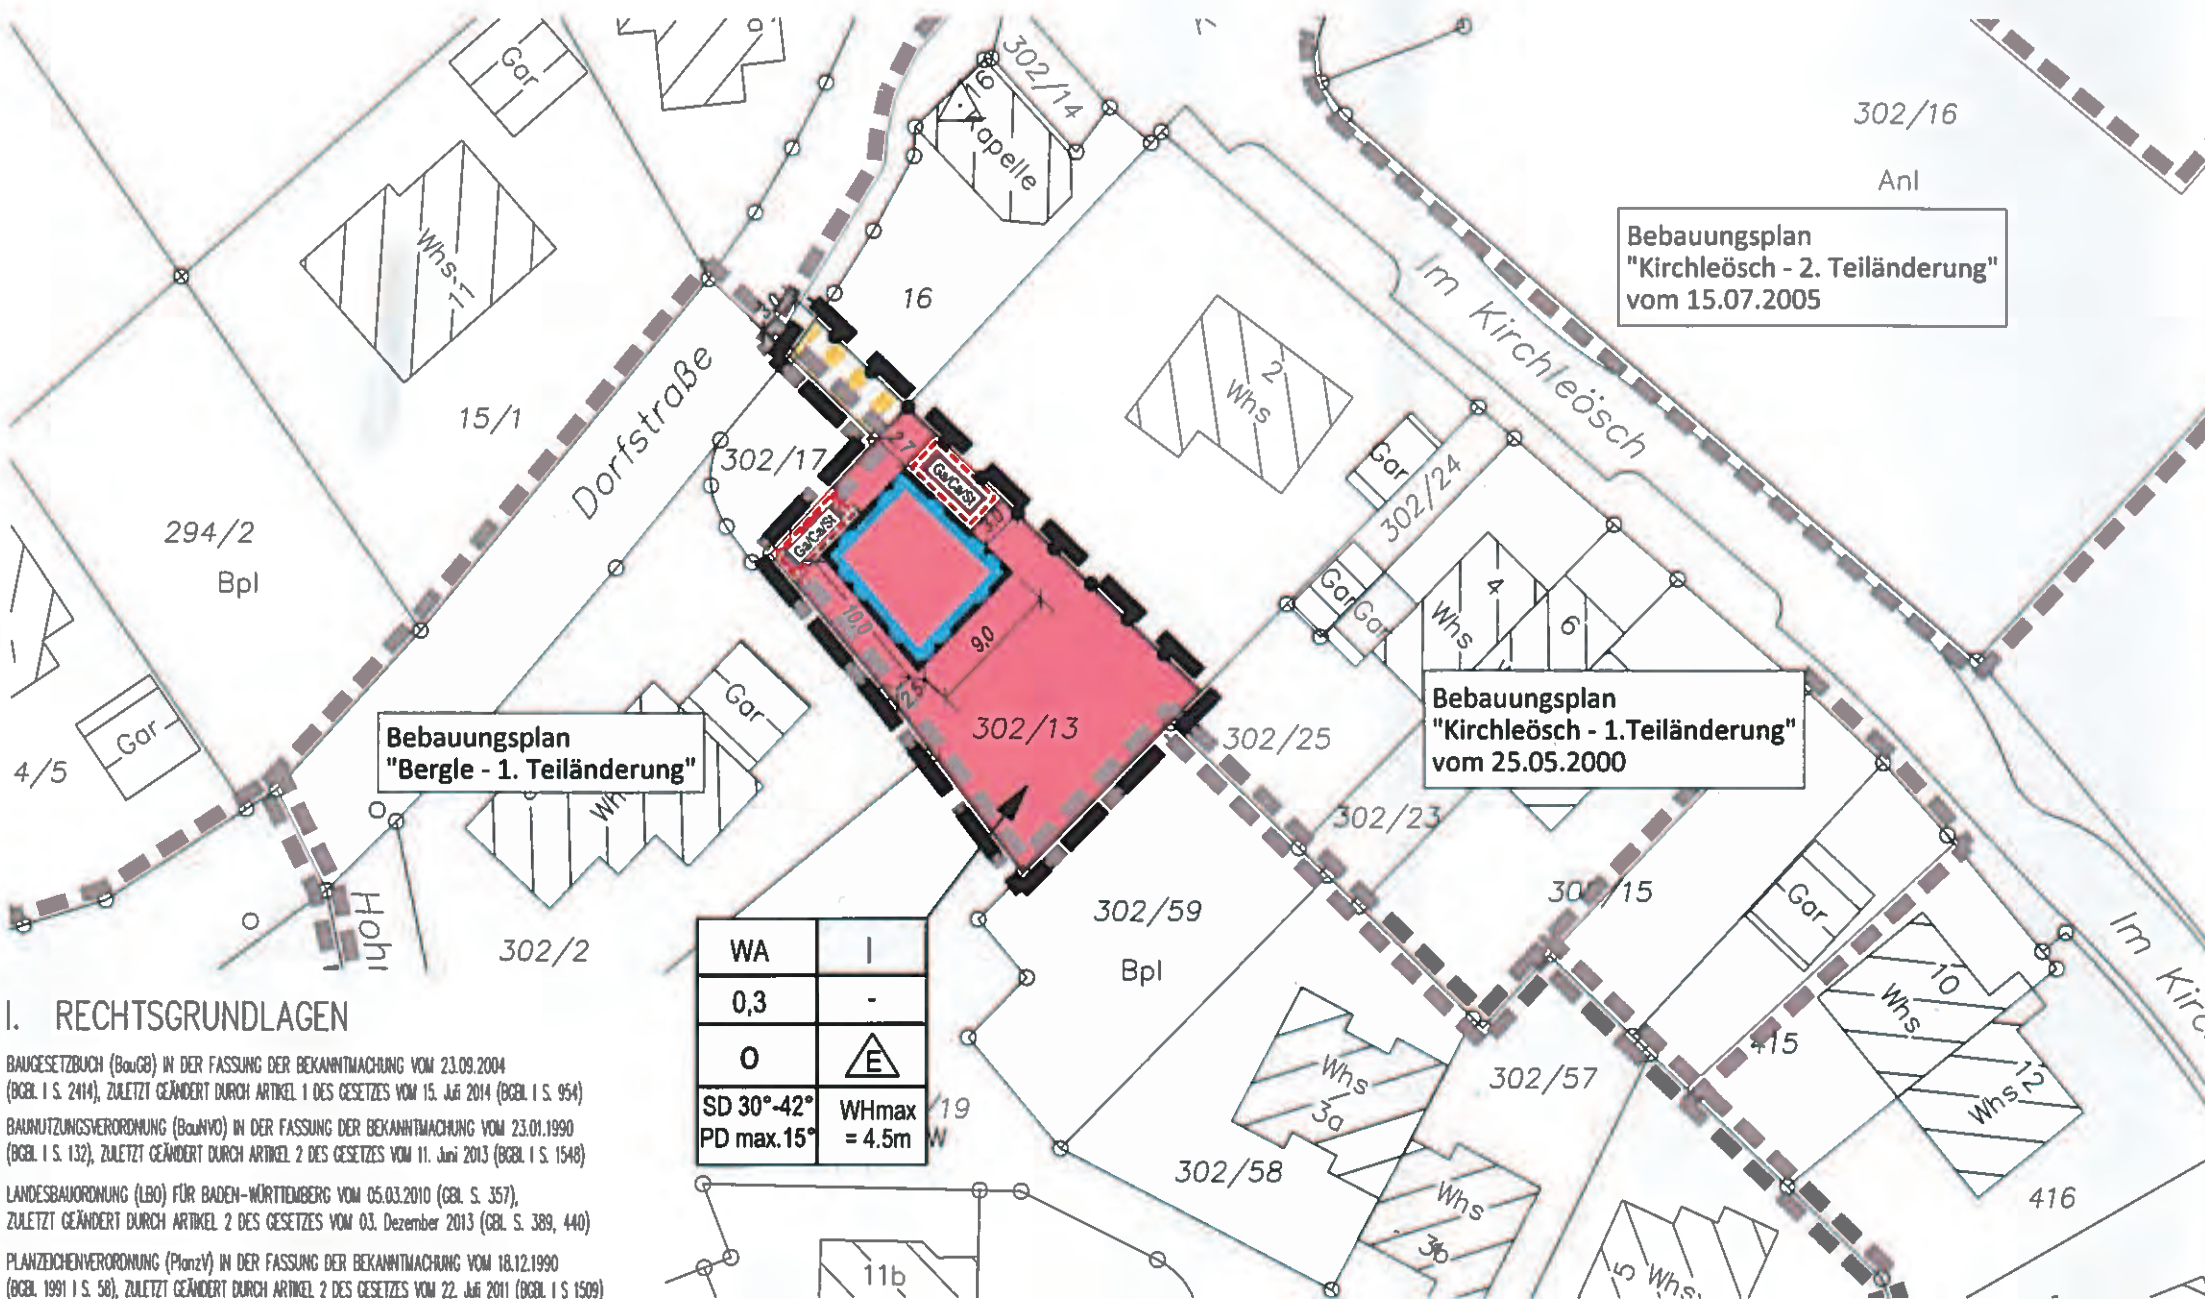 Gar
302/14
16
Kapelle
302/16
Anl
Bebauungsplan
"Kirchleösch - 2. Teiländerung"
vom 15.07.2005
Whs
11
16
Im Kirchleösch
2
Whs
Dorfstraße
15/1
302/17
2,7
Ga/Ca/St
Ga/Ca/St
3,0
Gar
302/24
294/2
Bpl
10,0
9,0
2,5
Gar
Gar
Whs
4
6
302/13
Gar
Bebauungsplan
"Bergle - 1. Teiländerung"
Gar
4/5
302/25
Bebauungsplan
"Kirchleösch - 1.Teiländerung"
vom 25.05.2000
302/23
302/2
302/59
Bpl
Gar
10
Whs
12
Whs
415
416
WA I
0,3 -
O E
SD 30°-42° WHmax
PD max.15° = 4.5m
302/57
Whs
3a
302/58
Whs
3b
5
Whs
11b
I. RECHTSGRUNDLAGEN
BAUGESETZBUCH (BauGB) IN DER FASSUNG DER BEKANNTMACHUNG VOM 23.09.2004
(BGBL I S. 2414), ZULETZT GEÄNDERT DURCH ARTIKEL 1 DES GESETZES VOM 15. Juli 2014 (BGBL I S. 954)
BAUNUTZUNGSVERORDNUNG (BauNVO) IN DER FASSUNG DER BEKANNTMACHUNG VOM 23.01.1990
(BGBL I S. 132), ZULETZT GEÄNDERT DURCH ARTIKEL 2 DES GESETZES VOM 11. Juni 2013 (BGBL I S. 1548)
LANDESBAUORDNUNG (LBO) FÜR BADEN-WÜRTTEMBERG VOM 05.03.2010 (GBL S. 357),
ZULETZT GEÄNDERT DURCH ARTIKEL 2 DES GESETZES VOM 03. Dezember 2013 (GBL S. 389, 440)
PLANZEICHENVERORDNUNG (PlanzV) IN DER FASSUNG DER BEKANNTMACHUNG VOM 18.12.1990
(BGBL 1991 I S. 58), ZULETZT GEÄNDERT DURCH ARTIKEL 2 DES GESETZES VOM 22. Juli 2011 (BGBL I S 1509)